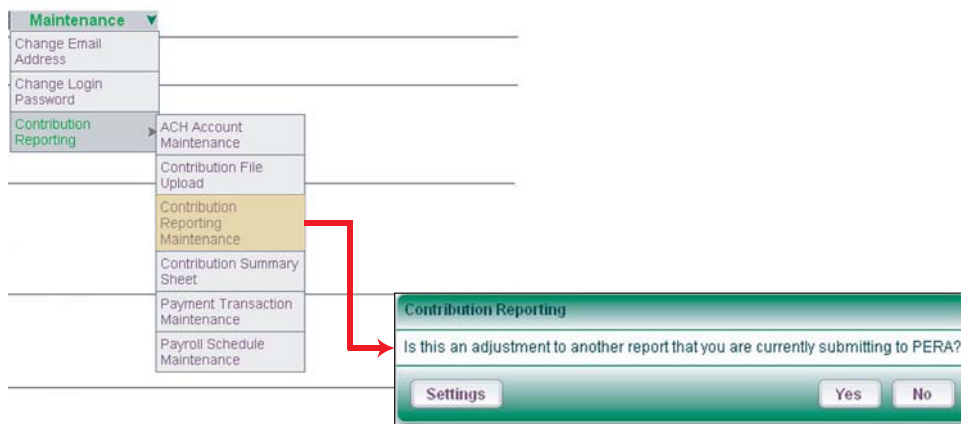 Maintenance
Change Email
Address
Change Login
Password
Contribution
Reporting
ACH Account
Maintenance
Contribution File
Upload
Contribution
Reporting
Maintenance
Contribution Summary
Sheet
Payment Transaction
Maintenance
Payroll Schedule
Maintenance
Contribution Reporting
Is this an adjustment to another report that you are currently submitting to PERA?
Settings Yes No